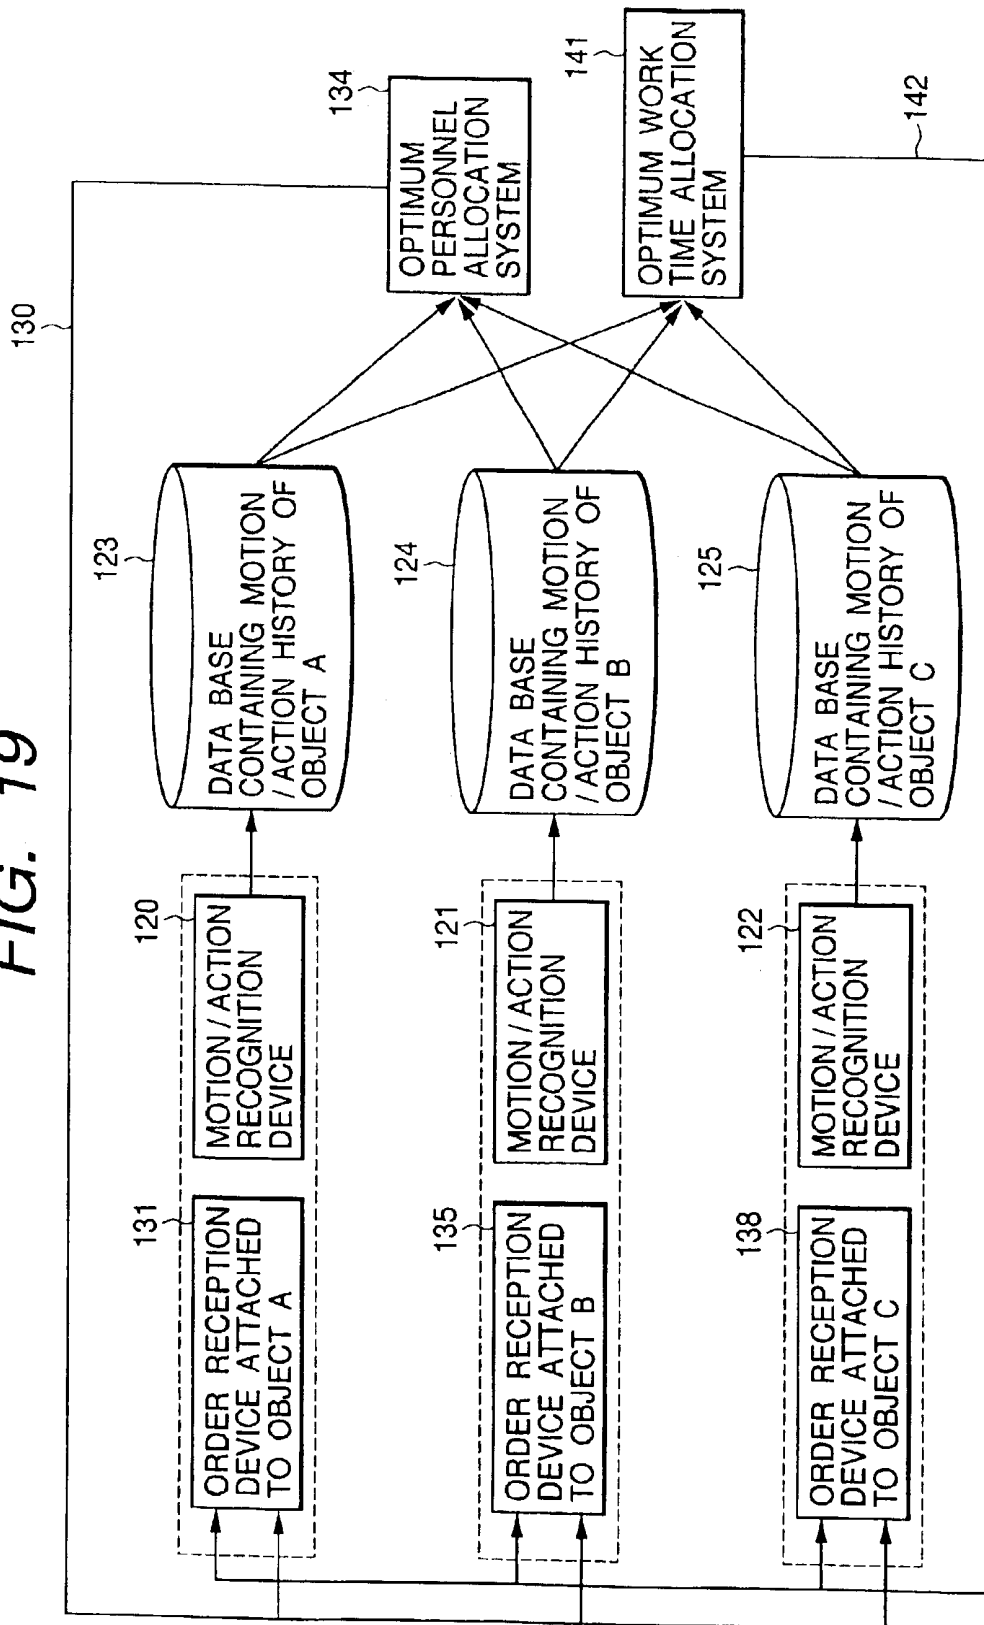 FIG. 19
130
131
ORDER RECEPTION
DEVICE ATTACHED
TO OBJECT A
120
MOTION/ACTION
RECOGNITION
DEVICE
123
DATA BASE
CONTAINING MOTION
/ACTION HISTORY OF
OBJECT A
134
OPTIMUM
PERSONNEL
ALLOCATION
SYSTEM
135
ORDER RECEPTION
DEVICE ATTACHED
TO OBJECT B
121
MOTION/ACTION
RECOGNITION
DEVICE
124
DATA BASE
CONTAINING MOTION
/ACTION HISTORY OF
OBJECT B
141
OPTIMUM WORK
TIME ALLOCATION
SYSTEM
138
ORDER RECEPTION
DEVICE ATTACHED
TO OBJECT C
122
MOTION/ACTION
RECOGNITION
DEVICE
125
DATA BASE
CONTAINING MOTION
/ACTION HISTORY OF
OBJECT C
142